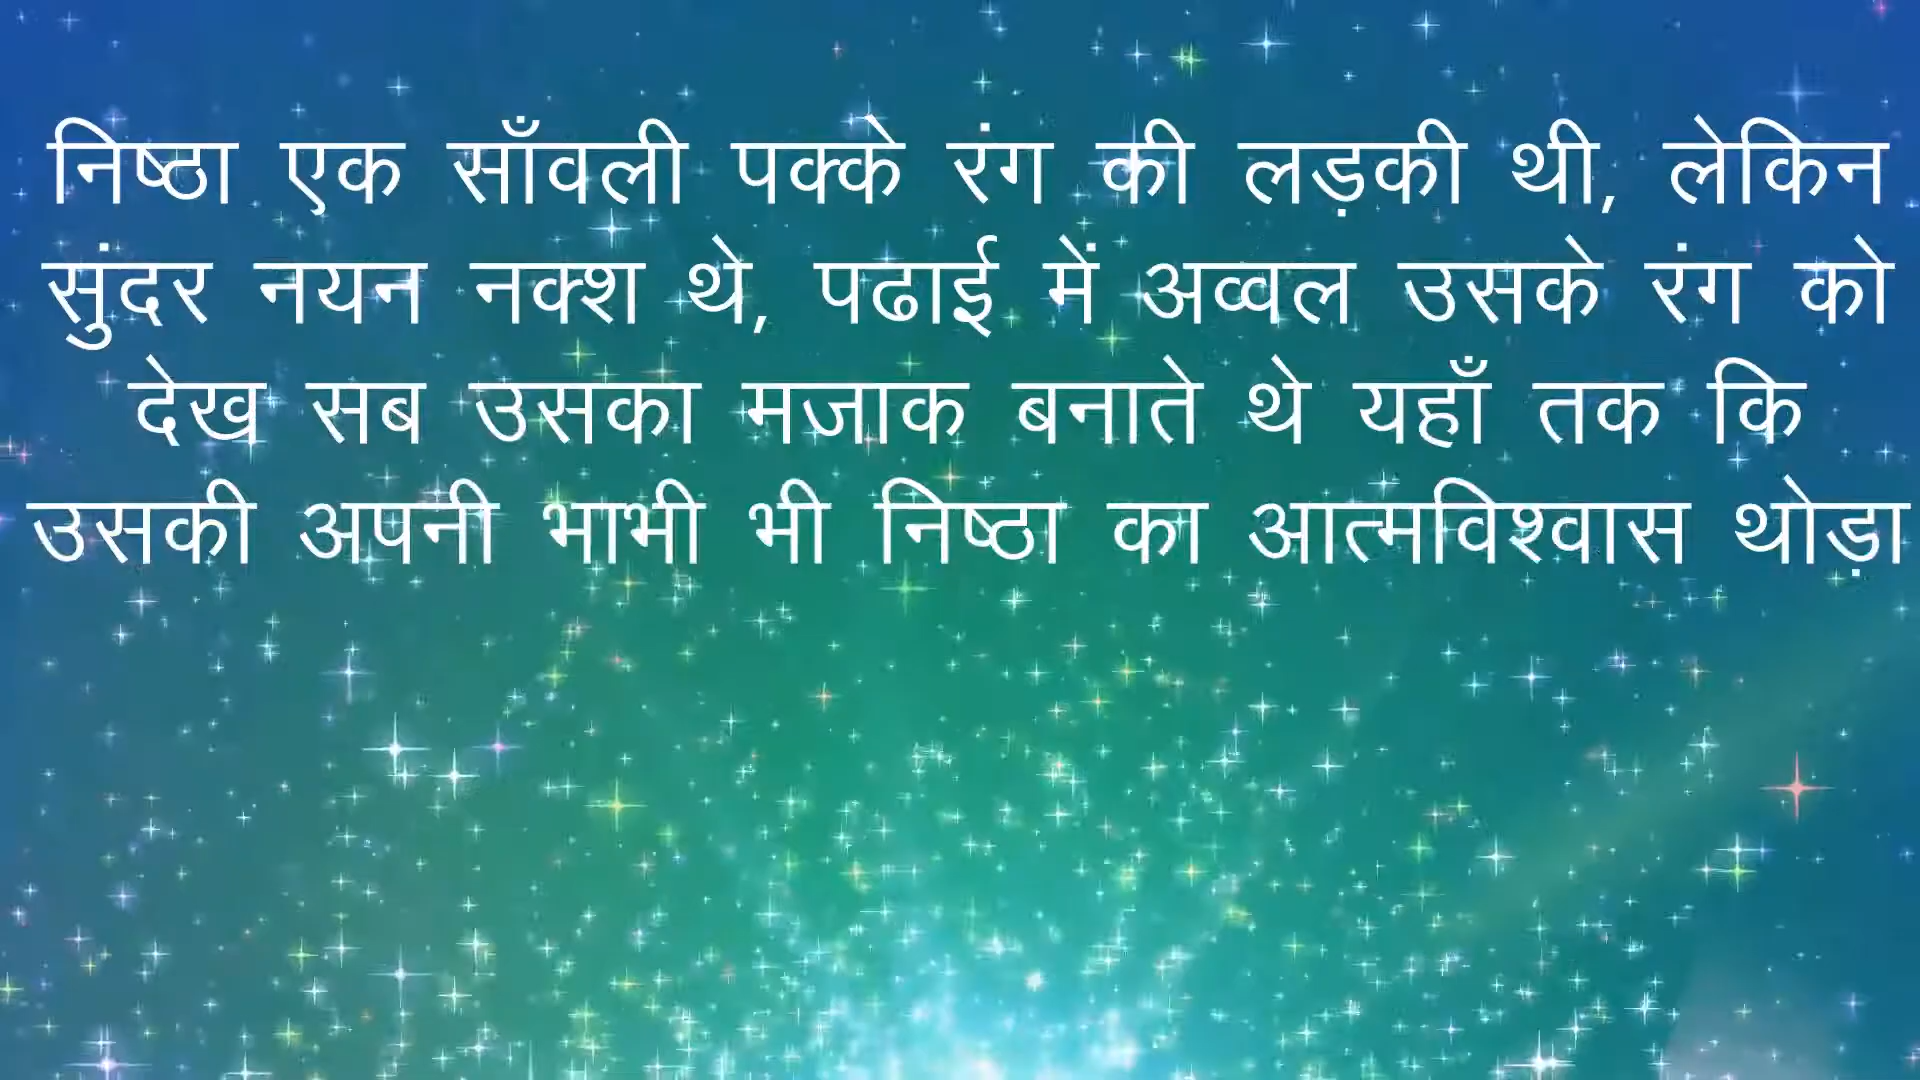 निष्ठा एक साँवली पक्के रंग की लड़की थी, लेकिन
सुंदर नयन नक्श थे, पढाई में अव्वल उसके रंग को
देख सब उसका मजाक बनाते थे यहाँ तक कि
उसकी अपनी भाभी भी निष्ठा का आत्मविश्वास थोड़ा